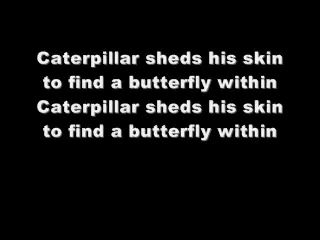 Caterpillar sheds his skin
to find a butterfly within
Caterpillar sheds his skin
to find a butterfly within